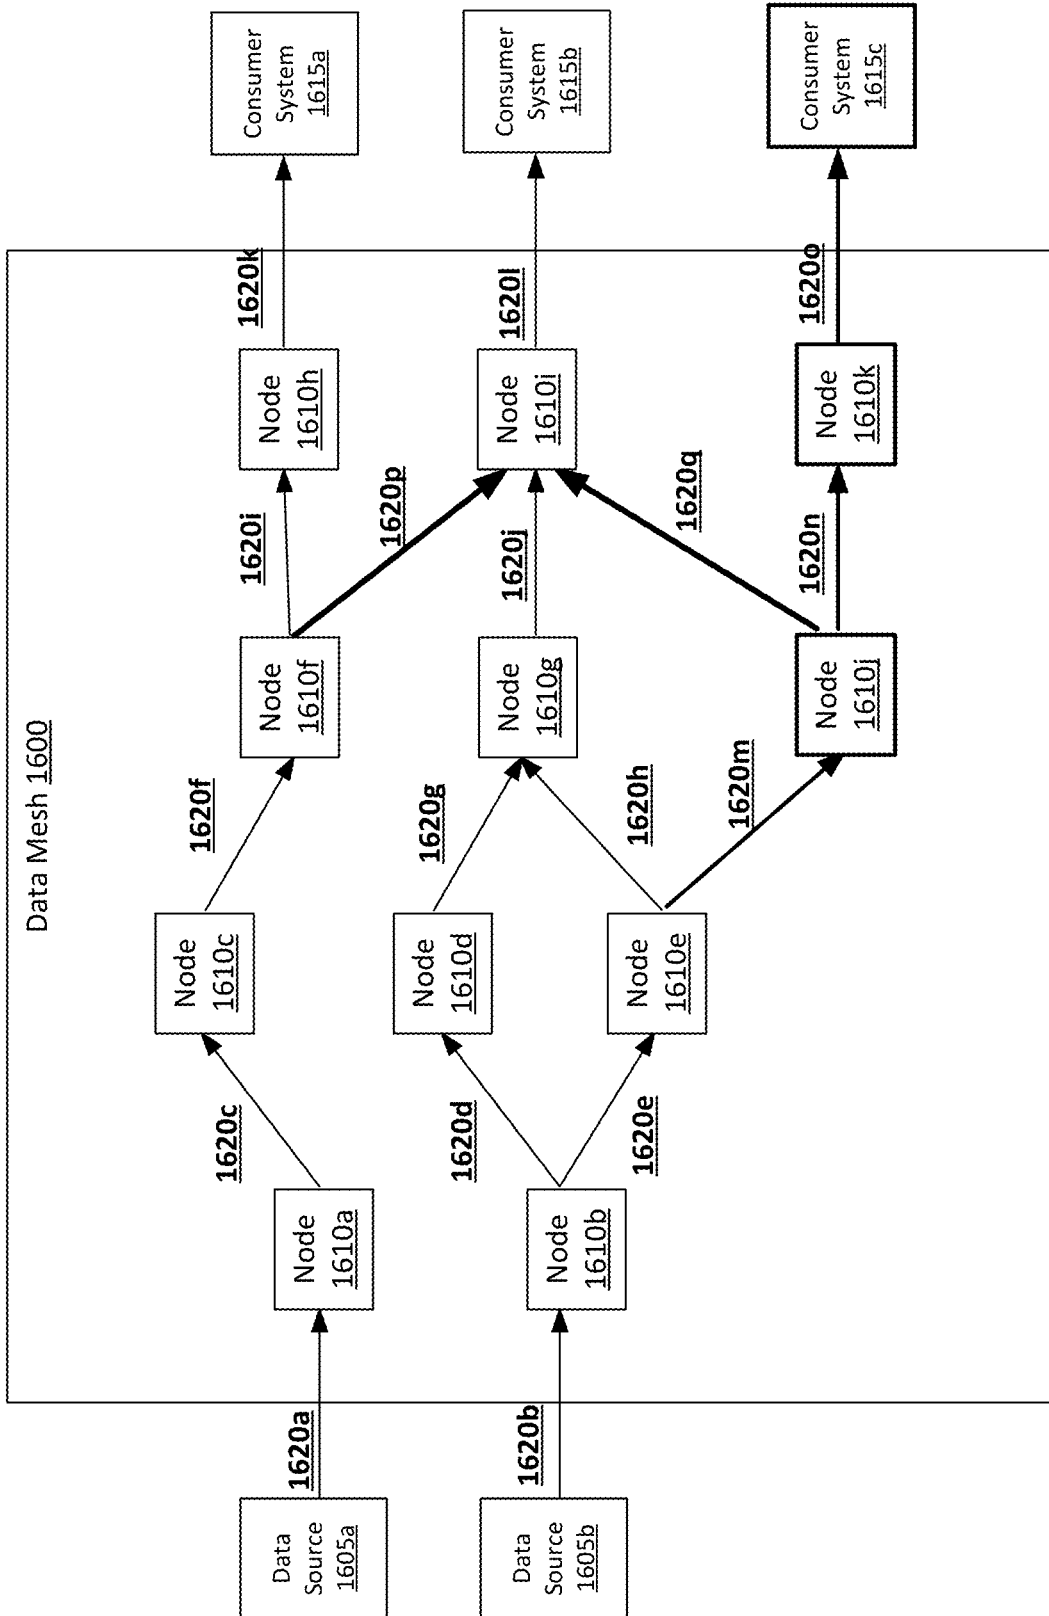 Data Mesh 1600
Data
Source
1605a
Data
Source
1605b
1620a
1620b
Node
1610a
Node
1610b
1620c
1620d
1620e
Node
1610c
Node
1610d
Node
1610e
1620f
1620g
1620h
1620m
Node
1610f
Node
1610g
Node
1610j
1620i
1620p
1620j
1620q
1620n
Node
1610h
Node
1610i
Node
1610k
1620k
1620l
1620o
Consumer
System
1615a
Consumer
System
1615b
Consumer
System
1615c